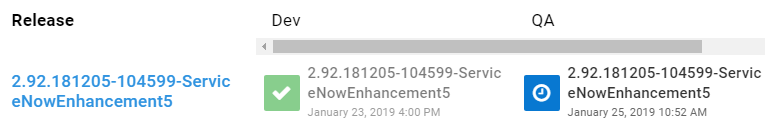 Release Dev QA
2.92.181205-104599-Servic
eNowEnhancement5
2.92.181205-104599-Servic
eNowEnhancement5
January 23, 2019 4:00 PM
2.92.181205-104599-Servic
eNowEnhancement5
January 25, 2019 10:52 AM